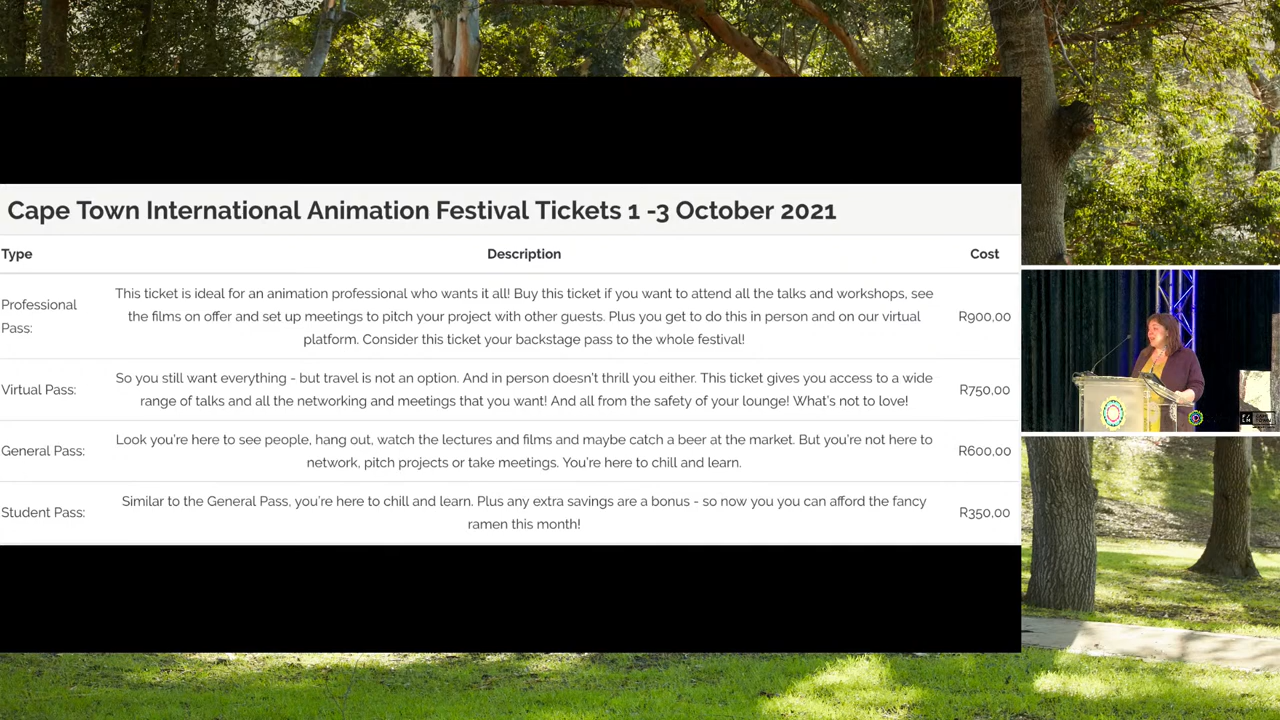 Cape Town International Animation Festival Tickets 1 -3 October 2021
Type Description Cost
Professional Pass: This ticket is ideal for an animation professional who wants it all! Buy this ticket if you want to attend all the talks and workshops, see
the films on offer and set up meetings to pitch your project with other guests. Plus you get to do this in person and on our virtual
platform. Consider this ticket your backstage pass to the whole festival! R900,00
Virtual Pass: So you still want everything - but travel is not an option. And in person doesn't thrill you either. This ticket gives you access to a wide
range of talks and all the networking and meetings that you want! And all from the safety of your lounge! What's not to love! R750,00
General Pass: Look you're here to see people, hang out, watch the lectures and films and maybe catch a beer at the market. But you're not here to
network, pitch projects or take meetings. You're here to chill and learn. R600,00
Student Pass: Similar to the General Pass, you're here to chill and learn. Plus any extra savings are a bonus - so now you you can afford the fancy
ramen this month! R350,00